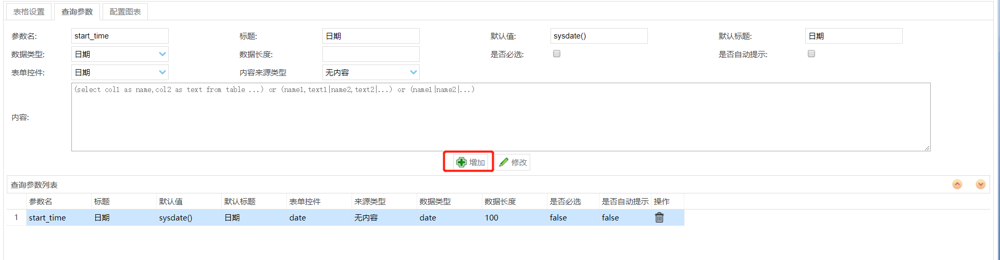 表格设置 查询参数 配置图表
参数名: start_time 标题: 日期 默认值: sysdate() 默认标题: 日期
数据类型: 日期 数据长度: 是否必选: 是否自动提示:
表单控件: 日期 内容来源类型 无内容
(select col1 as name,col2 as text from table ...) or (name1,text1|name2,text2|...) or (name1|name2|...)
内容:
增加 修改
查询参数列表
参数名 标题 默认值 默认标题 表单控件 来源类型 数据类型 数据长度 是否必选 是否自动提示 操作
1 start_time 日期 sysdate() 日期 date 无内容 date 100 false false